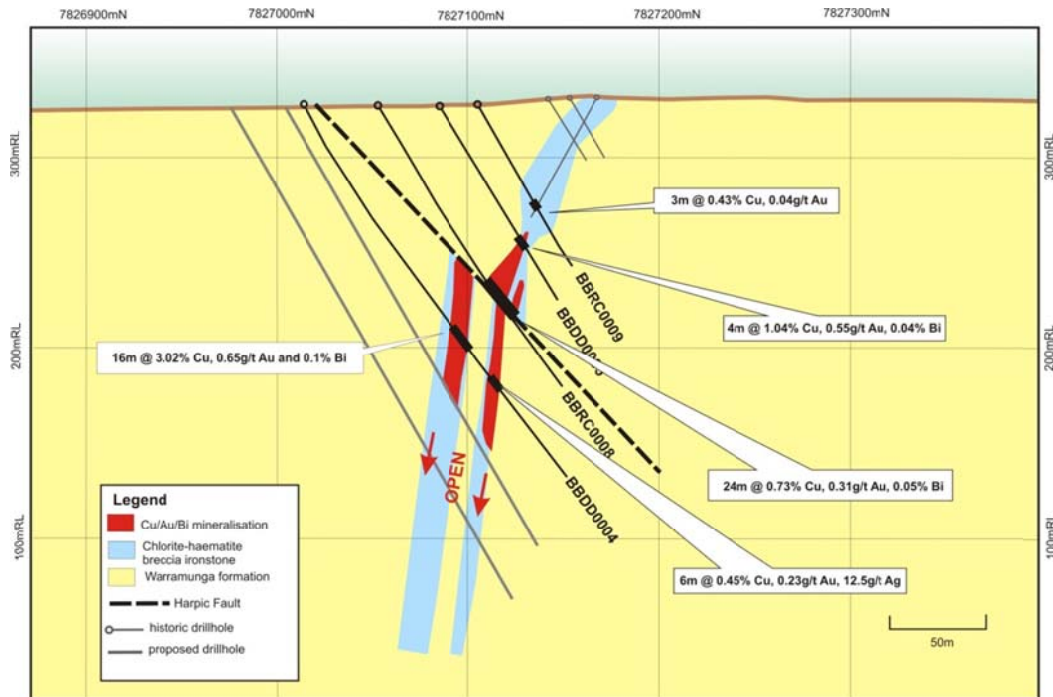 7826900mN 7827000mN 7827100mN 7827200mN 7827300mN
300mRL
300mRL
200mRL
200mRL
100mRL
100mRL
3m @ 0.43% Cu, 0.04g/t Au
BBRC0009
4m @ 1.04% Cu, 0.55g/t Au, 0.04% Bi
16m @ 3.02% Cu, 0.65g/t Au and 0.1% Bi
BBRC0008
24m @ 0.73% Cu, 0.31g/t Au, 0.05% Bi
OPEN
BBDD0004
6m @ 0.45% Cu, 0.23g/t Au, 12.5g/t Ag
Legend
Cu/Au/Bi mineralisation
Chlorite-haematite
breccia ironstone
Warramunga formation
Harpic Fault
historic drillhole
proposed drillhole
50m